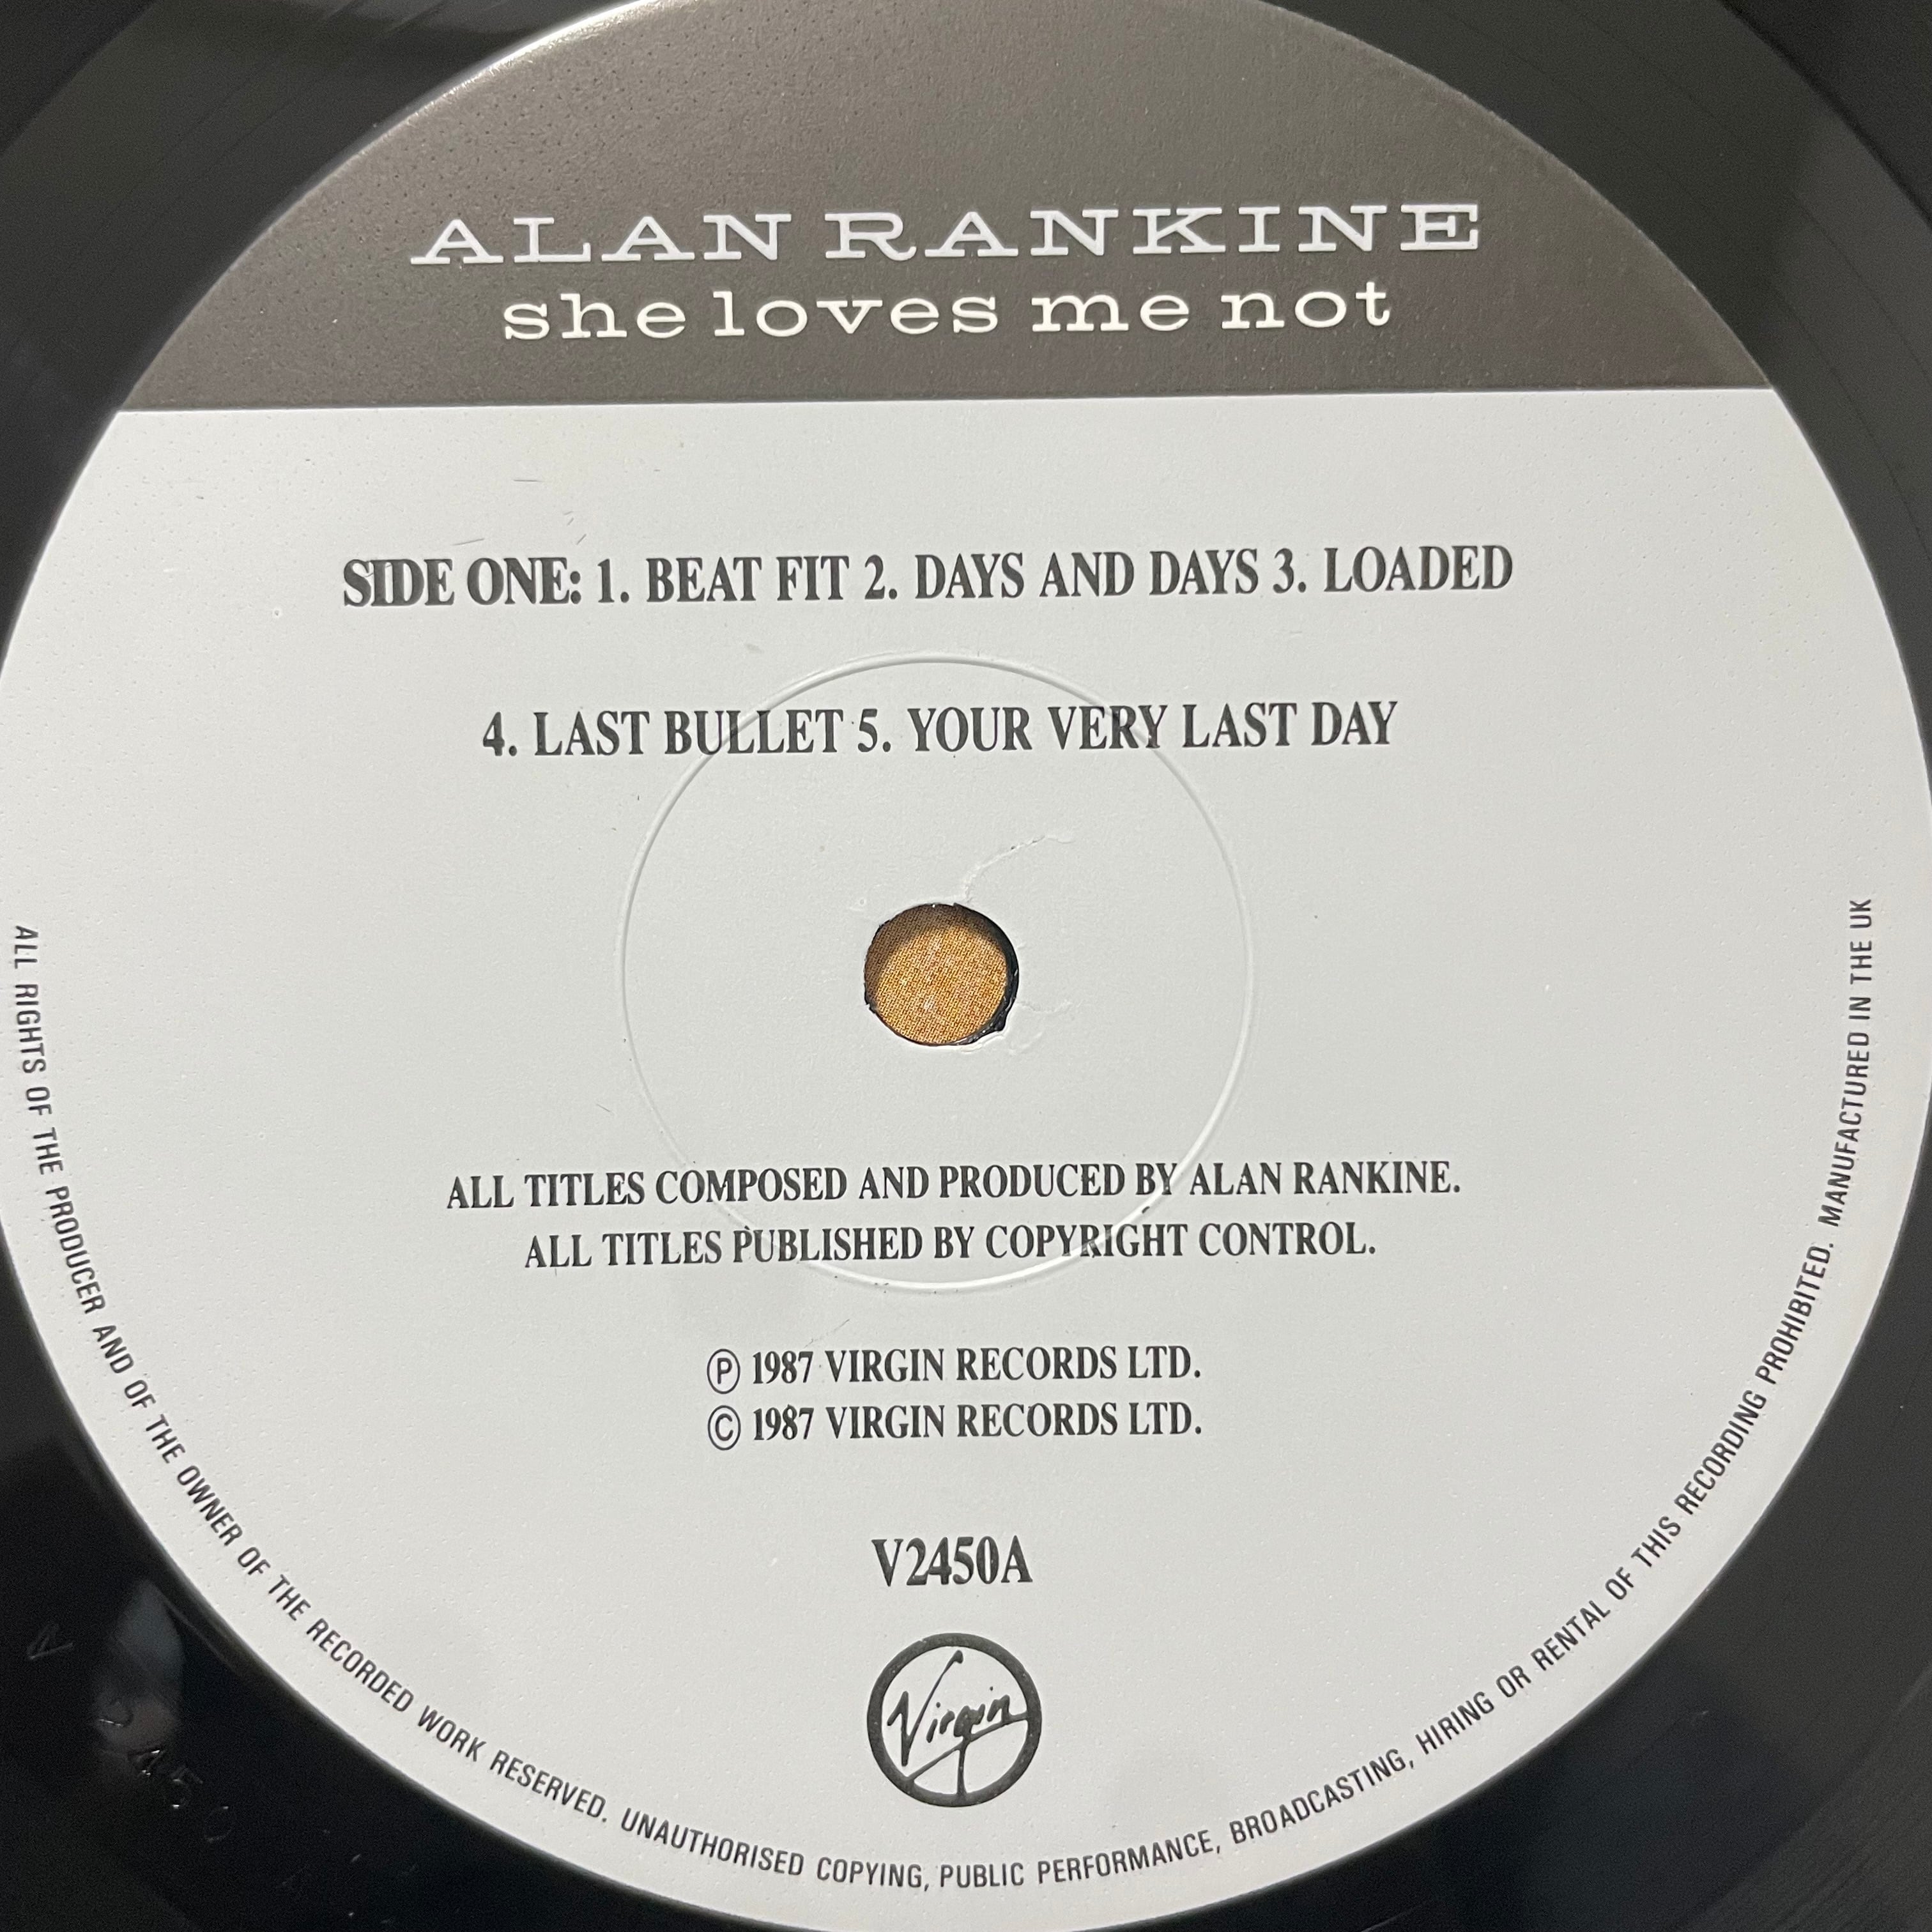 ALAN RANKINE
she loves me not
SIDE ONE: 1. BEAT FIT 2. DAYS AND DAYS 3. LOADED
4. LAST BULLET 5. YOUR VERY LAST DAY
ALL TITLES COMPOSED AND PRODUCED BY ALAN RANKINE.
ALL TITLES PUBLISHED BY COPYRIGHT CONTROL.
Ⓟ 1987 VIRGIN RECORDS LTD.
© 1987 VIRGIN RECORDS LTD.
V2450A
Virgin
ALL RIGHTS OF THE PRODUCER AND OF THE OWNER OF THE RECORDED WORK RESERVED. UNAUTHORISED COPYING, PUBLIC PERFORMANCE, BROADCASTING, HIRING OR RENTAL OF THIS RECORDING PROHIBITED. MANUFACTURED IN THE UK